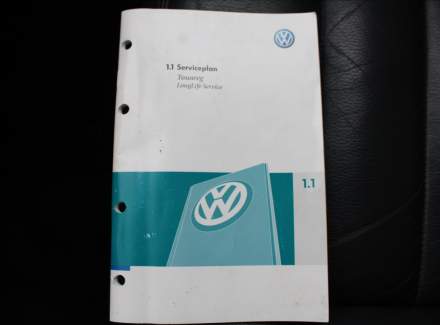 1.1 Serviceplan
Touareg
LongLife Service
1.1